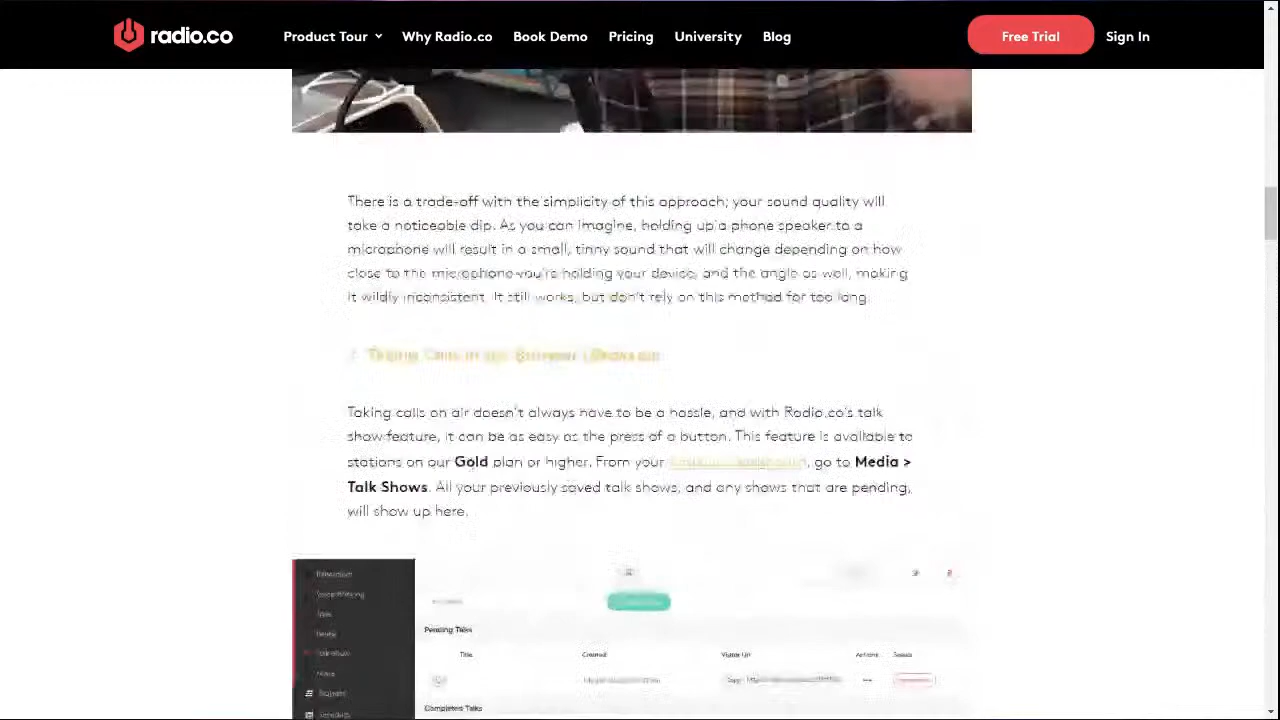 radio.co Product Tour Why Radio.co Book Demo Pricing University Blog Free Trial Sign In
There is a trade-off with the simplicity of this approach; your sound quality will
take a noticeable dip. As you can imagine, holding up a phone speaker to a
microphone will result in a small, tinny sound that will change depending on how
close to the microphone you're holding your device, and the angle as well, making
it wildly inconsistent. It still works, but don't rely on this method for too long.
Taking calls on air doesn't always have to be a hassle, and with Radio.co's talk
show feature, it can be as easy as the press of a button. This feature is available to
stations on our Gold plan or higher. From your , go to Media >
Talk Shows. All your previously saved talk shows, and any shows that are pending,
will show up here.
Pending Talks
Title Created Visitor Url Actions Status
Completed Talks